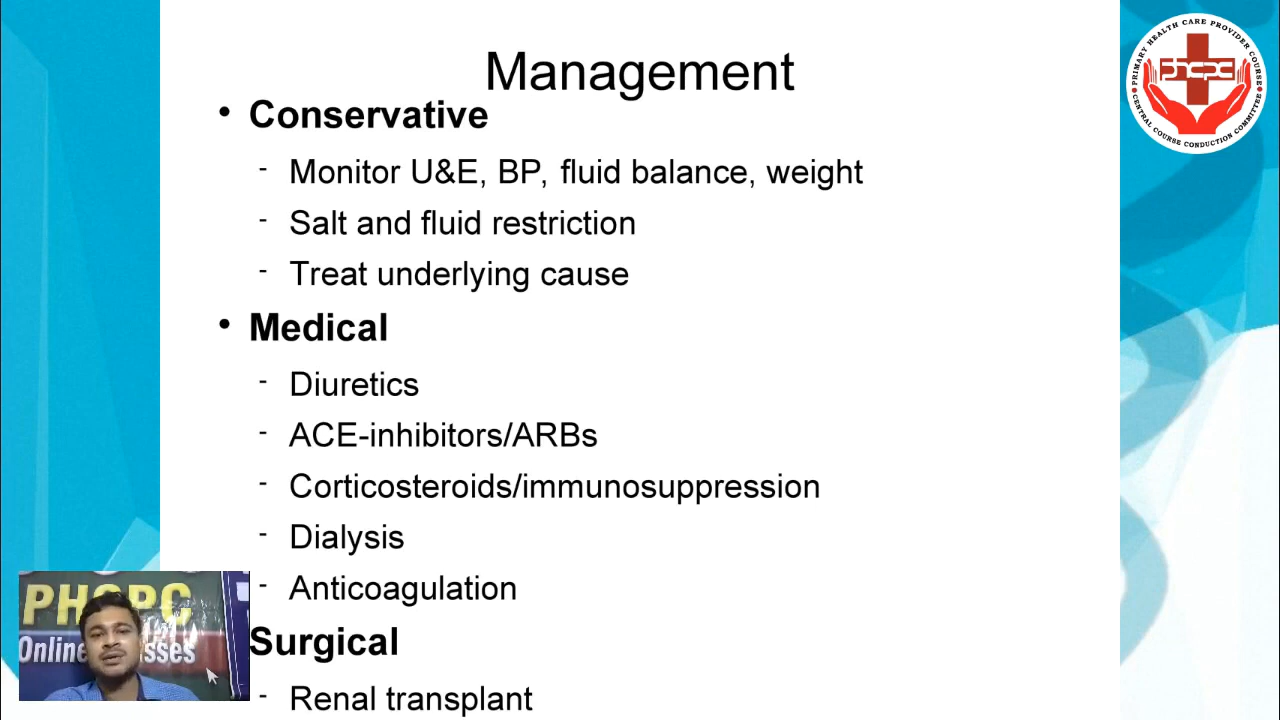 Management
• Conservative
- Monitor U&E, BP, fluid balance, weight
- Salt and fluid restriction
- Treat underlying cause
• Medical
- Diuretics
- ACE-inhibitors/ARBs
- Corticosteroids/immunosuppression
- Dialysis
- Anticoagulation
Surgical
- Renal transplant
PRIMARY HEALTH CARE PROVIDER COURSE
PHCPC
CENTRAL COURSE CONDUCTION COMMITTEE
PHCPC
Online